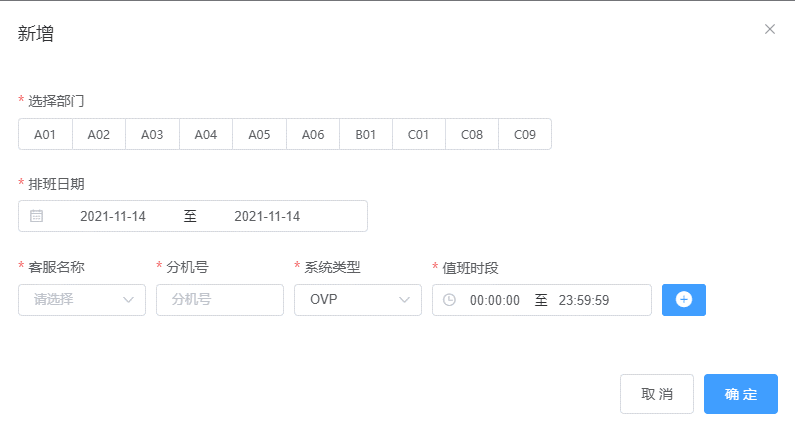 新增
* 选择部门
A01 A02 A03 A04 A05 A06 B01 C01 C08 C09
* 排班日期
2021-11-14 至 2021-11-14
* 客服名称 * 分机号 * 系统类型 * 值班时段
请选择 分机号 OVP 00:00:00 至 23:59:59
取消 确定